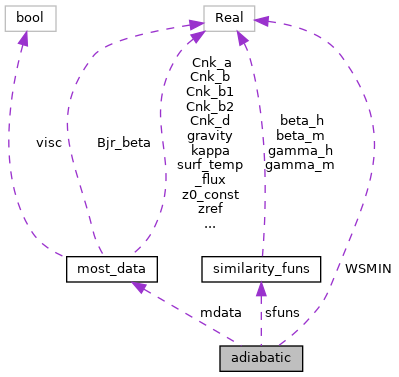 bool
Real
Cnk_a
Cnk_b
Cnk_b1
Cnk_b2
Cnk_d
gravity
kappa
surf_temp
_flux
z0_const
zref
...
beta_h
beta_m
gamma_h
gamma_m
visc
Bjr_beta
most_data
similarity_funs
WSMIN
mdata
sfuns
adiabatic